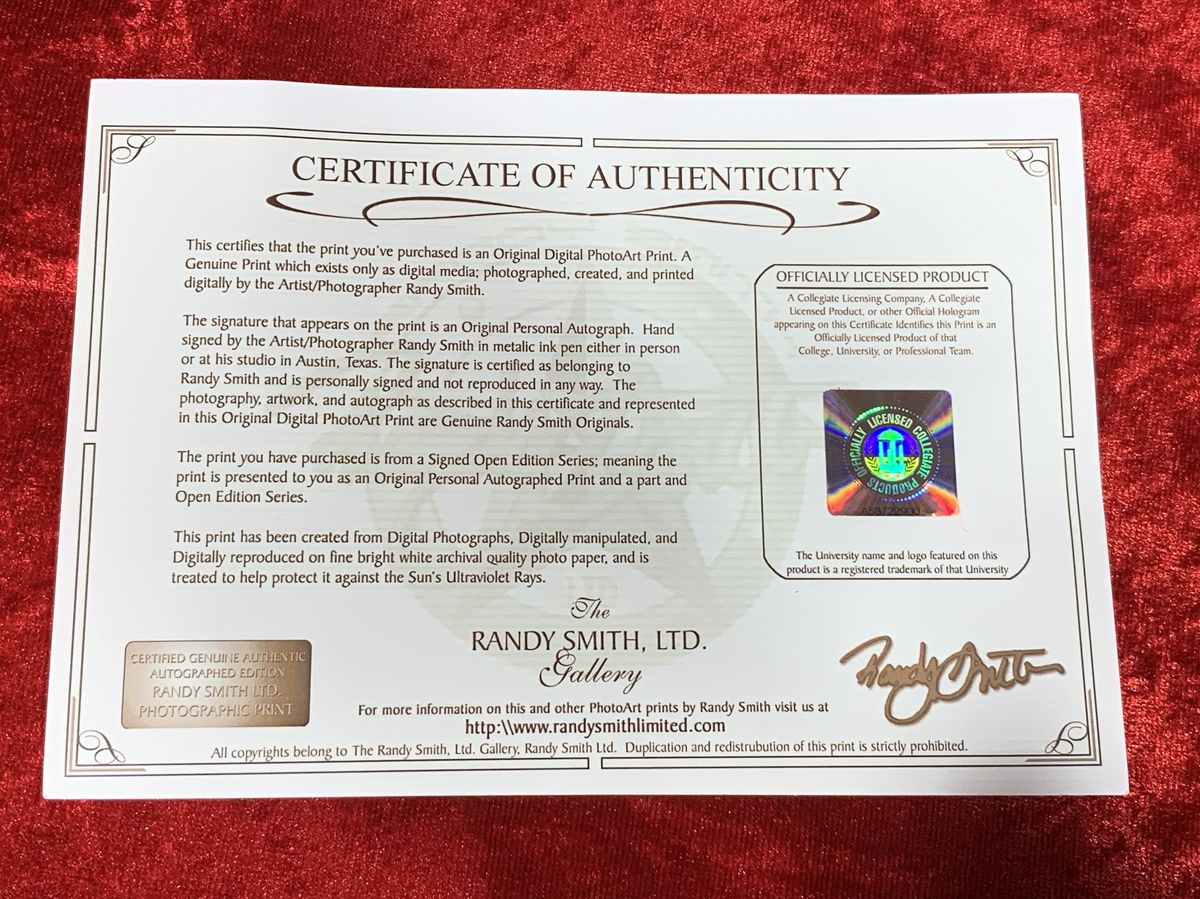 CERTIFICATE OF AUTHENTICITY
This certifies that the print you've purchased is an Original Digital PhotoArt Print. A
Genuine Print which exists only as digital media; photographed, created, and printed
digitally by the Artist/Photographer Randy Smith.
The signature that appears on the print is an Original Personal Autograph. Hand
signed by the Artist/Photographer Randy Smith in metalic ink pen either in person
or at his studio in Austin, Texas. The signature is certified as belonging to
Randy Smith and is personally signed and not reproduced in any way. The
photography, artwork, and autograph as described in this certificate and represented
in this Original Digital PhotoArt Print are Genuine Randy Smith Originals.
The print you have purchased is from a Signed Open Edition Series; meaning the
print is presented to you as an Original Personal Autographed Print and a part and
Open Edition Series.
This print has been created from Digital Photographs, Digitally manipulated, and
Digitally reproduced on fine bright white archival quality photo paper, and is
treated to help protect it against the Sun's Ultraviolet Rays.
OFFICIALLY LICENSED PRODUCT
A Collegiate Licensing Company, A Collegiate
Licensed Product, or other Official Hologram
appearing on this Certificate Identifies this Print is an
Officially Licensed Product of that
College, University, or Professional Team.
OFFICIALLY LICENSED COLLEGIATE PRODUCTS
The University name and logo featured on this
product is a registered trademark of that University
The
RANDY SMITH, LTD.
Gallery
CERTIFIED GENUINE AUTHENTIC
AUTOGRAPHED EDITION
RANDY SMITH LTD.
PHOTOGRAPHIC PRINT
Randy Smith
For more information on this and other PhotoArt prints by Randy Smith visit us at
http:\\www.randysmithlimited.com
All copyrights belong to The Randy Smith, Ltd. Gallery, Randy Smith Ltd. Duplication and redistrubution of this print is strictly prohibited.